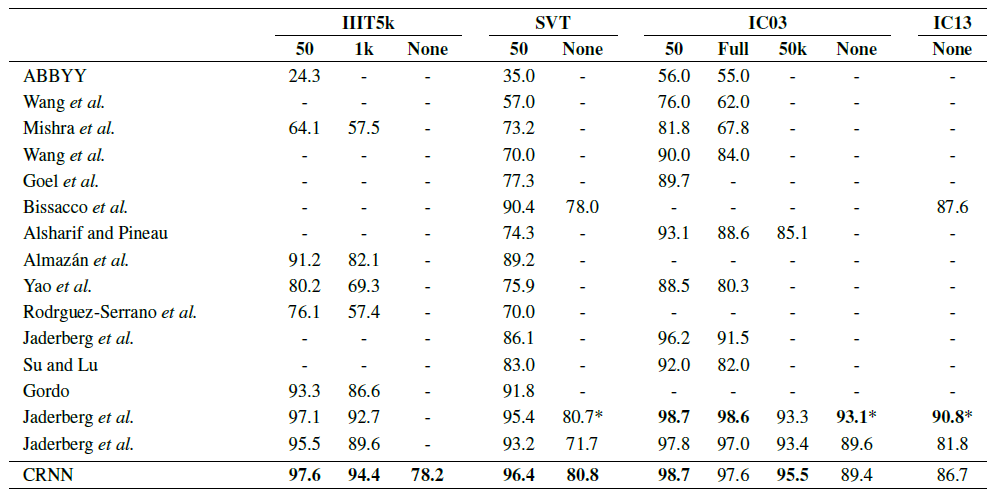 IIIT5k SVT IC03 IC13
50 1k None 50 None 50 Full 50k None None
ABBYY 24.3 - - 35.0 - 56.0 55.0 - - -
Wang et al. - - - 57.0 - 76.0 62.0 - - -
Mishra et al. 64.1 57.5 - 73.2 - 81.8 67.8 - - -
Wang et al. - - - 70.0 - 90.0 84.0 - - -
Goel et al. - - - 77.3 - 89.7 - - - -
Bissacco et al. - - - 90.4 78.0 - - - - 87.6
Alsharif and Pineau - - - 74.3 - 93.1 88.6 85.1 - -
Almazán et al. 91.2 82.1 - 89.2 - - - - - -
Yao et al. 80.2 69.3 - 75.9 - 88.5 80.3 - - -
Rodrguez-Serrano et al. 76.1 57.4 - 70.0 - - - - - -
Jaderberg et al. - - - 86.1 - 96.2 91.5 - - -
Su and Lu - - - 83.0 - 92.0 82.0 - - -
Gordo 93.3 86.6 - 91.8 - - - - - -
Jaderberg et al. 97.1 92.7 - 95.4 80.7* 98.7 98.6 93.3 93.1* 90.8*
Jaderberg et al. 95.5 89.6 - 93.2 71.7 97.8 97.0 93.4 89.6 81.8
CRNN 97.6 94.4 78.2 96.4 80.8 98.7 97.6 95.5 89.4 86.7